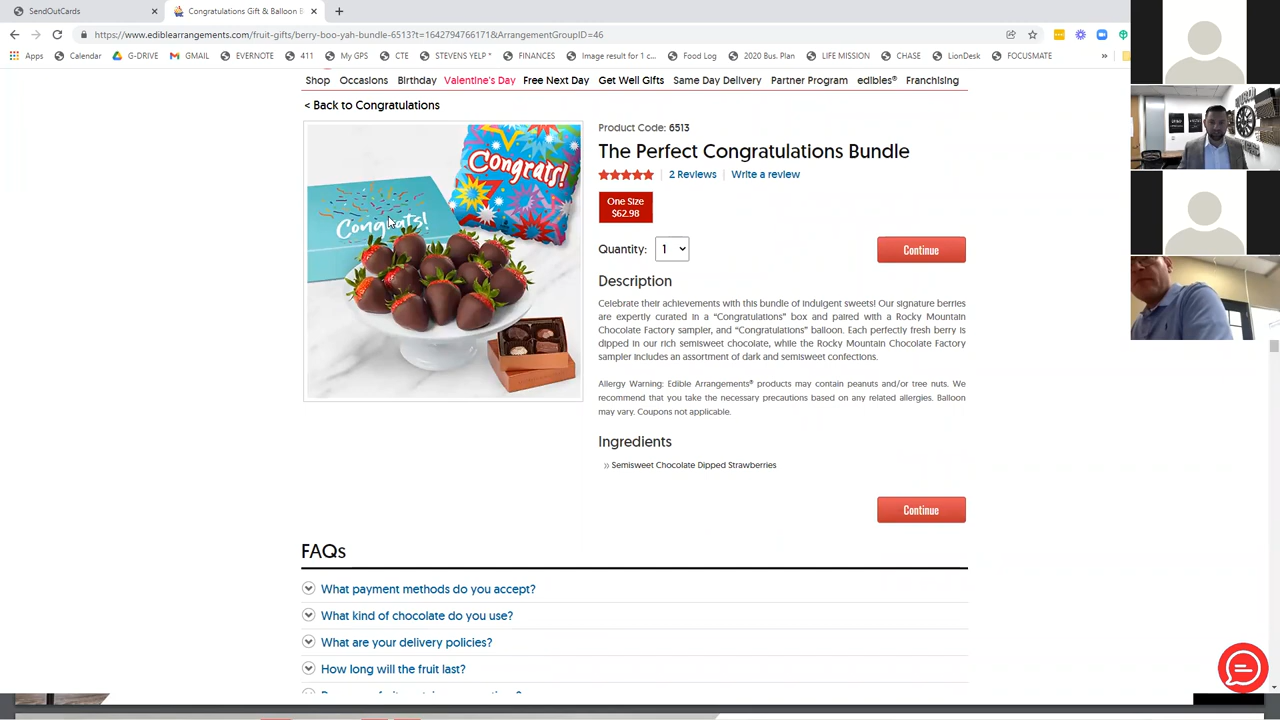 SendOutCards
Congratulations Gift & Balloon B
https://www.ediblearrangements.com/fruit-gifts/berry-boo-yah-bundle-6513?t=1642794766171&ArrangementGroupID=46
Apps Calendar G-DRIVE GMAIL EVERNOTE 411 My GPS CTE STEVENS YELP * FINANCES Image result for 1 c... Food Log 2020 Bus. Plan LIFE MISSION CHASE LionDesk FOCUSMATE »
Shop Occasions Birthday Valentine's Day Free Next Day Get Well Gifts Same Day Delivery Partner Program edibles® Franchising
< Back to Congratulations
Congrats!
Congrats!
Product Code: 6513
The Perfect Congratulations Bundle
2 Reviews | Write a review
One Size
$62.98
Quantity: 1
Continue
Description
Celebrate their achievements with this bundle of indulgent sweets! Our signature berries
are expertly curated in a “Congratulations” box and paired with a Rocky Mountain
Chocolate Factory sampler, and “Congratulations” balloon. Each perfectly fresh berry is
dipped in our rich semisweet chocolate, while the Rocky Mountain Chocolate Factory
sampler includes an assortment of dark and semisweet confections.
Allergy Warning: Edible Arrangements® products may contain peanuts and/or tree nuts. We
recommend that you take the necessary precautions based on any related allergies. Balloon
may vary. Coupons not applicable.
Ingredients
» Semisweet Chocolate Dipped Strawberries
Continue
FAQs
What payment methods do you accept?
What kind of chocolate do you use?
What are your delivery policies?
How long will the fruit last?